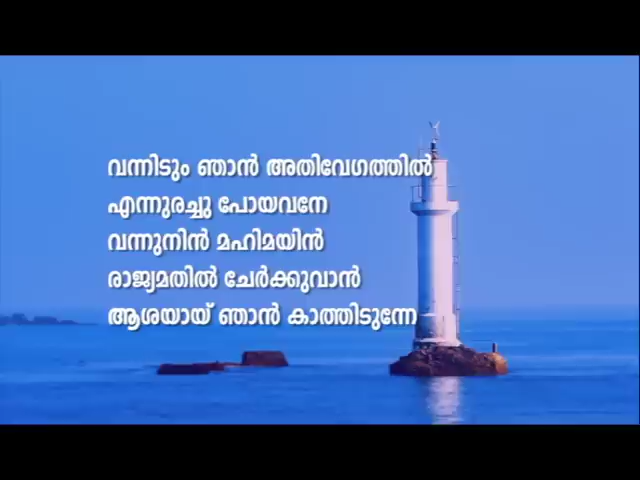 വന്നിടും ഞാൻ അതിവേഗത്തിൽ
എന്നുരച്ചു പോയവനേ
വന്നുനിൻ മഹിമയിൻ
രാജ്യമതിൽ ചേർക്കുവാൻ
ആശയായ് ഞാൻ കാത്തിടുന്നേ